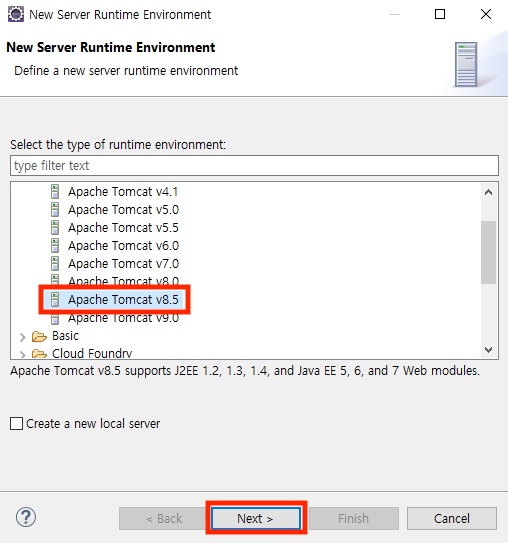 New Server Runtime Environment
New Server Runtime Environment
Define a new server runtime environment
Select the type of runtime environment:
type filter text
Apache Tomcat v4.1
Apache Tomcat v5.0
Apache Tomcat v5.5
Apache Tomcat v6.0
Apache Tomcat v7.0
Apache Tomcat v8.0
Apache Tomcat v8.5
Apache Tomcat v9.0
Basic
Cloud Foundry
Apache Tomcat v8.5 supports J2EE 1.2, 1.3, 1.4, and Java EE 5, 6, and 7 Web modules.
Create a new local server
? < Back Next > Finish Cancel